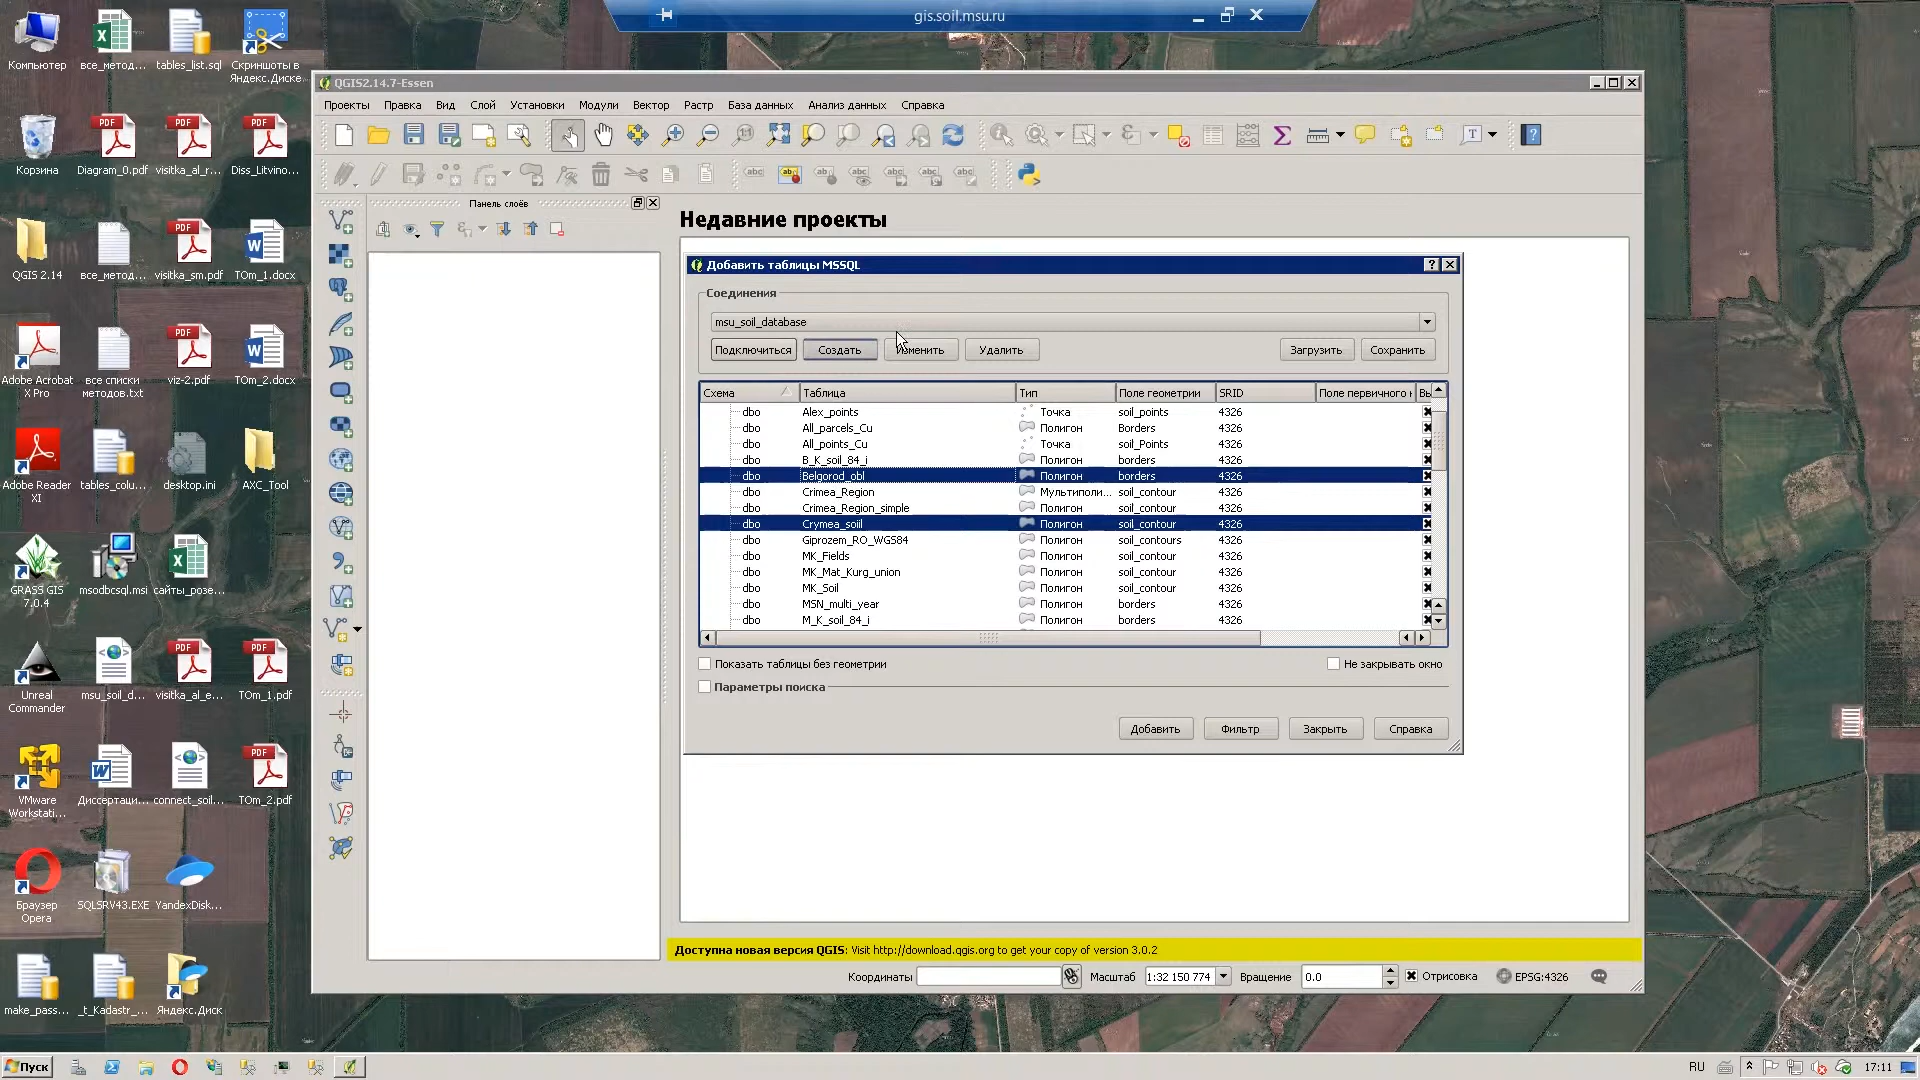 gis.soil.msu.ru
Компьютер
все_метод...
tables_list.sql
Скриншоты в Яндекс.Диске
Корзина
Diagram_0.pdf
visitka_al_r...
Diss_Litvino...
QGIS 2.14
все_метод...
visitka_sm.pdf
TOm_1.docx
Adobe Acrobat X Pro
все списки методов.txt
viz-2.pdf
TOm_2.docx
Adobe Reader XI
tables_colu...
desktop.ini
AXC_Tool
GRASS GIS 7.0.4
msodbcsql.msi
сайты_розе...
Unreal Commander
msu_soil_d...
visitka_al_e...
TOm_1.pdf
VMware Workstati...
Диссертаци...
connect_soil...
TOm_2.pdf
Браузер Opera
SQLSRV43.EXE
YandexDisk...
make_pass...
_t_Kadastr_...
Яндекс.Диск
QGIS2.14.7-Essen
Проекты Правка Вид Слой Установки Модули Вектор Растр База данных Анализ данных Справка
Панель слоёв
Недавние проекты
Добавить таблицы MSSQL
Соединения
msu_soil_database
Подключиться Создать Изменить Удалить Загрузить Сохранить
Схема Таблица Тип Поле геометрии SRID Поле первичного
dbo Alex_points Точка soil_points 4326
dbo All_parcels_Cu Полигон Borders 4326
dbo All_points_Cu Точка soil_Points 4326
dbo B_K_soil_84_i Полигон borders 4326
dbo Belgorod_obl Полигон borders 4326
dbo Crimea_Region Мультиполи... soil_contour 4326
dbo Crimea_Region_simple Полигон soil_contour 4326
dbo Crymea_soiil Полигон soil_contour 4326
dbo Giprozem_RO_WGS84 Полигон soil_contours 4326
dbo MK_Fields Полигон soil_contour 4326
dbo MK_Mat_Kurg_union Полигон soil_contour 4326
dbo MK_Soil Полигон soil_contour 4326
dbo MSN_multi_year Полигон borders 4326
dbo M_K_soil_84_i Полигон borders 4326
Показать таблицы без геометрии Не закрывать окно
Параметры поиска
Добавить Фильтр Закрыть Справка
Доступна новая версия QGIS: Visit http://download.qgis.org to get your copy of version 3.0.2
Координаты Масштаб 1:32 150 774 Вращение 0.0 Отрисовка EPSG:4326
Пуск
RU
17:11